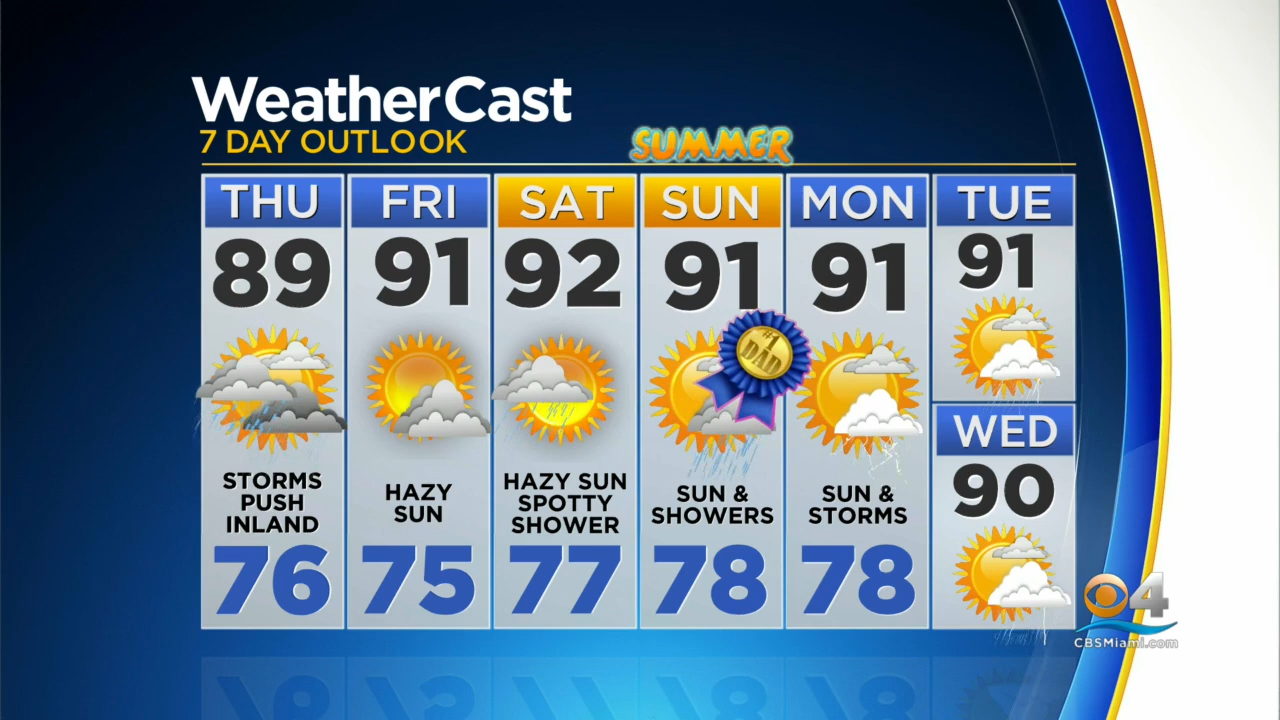 WeatherCast
7 DAY OUTLOOK
SUMMER
THU
89
STORMS
PUSH
INLAND
76
FRI
91
HAZY
SUN
75
SAT
92
HAZY SUN
SPOTTY
SHOWER
77
SUN
91
#1
DAD
SUN &
SHOWERS
78
MON
91
SUN &
STORMS
78
TUE
91
WED
90
4
CBSMiami.com